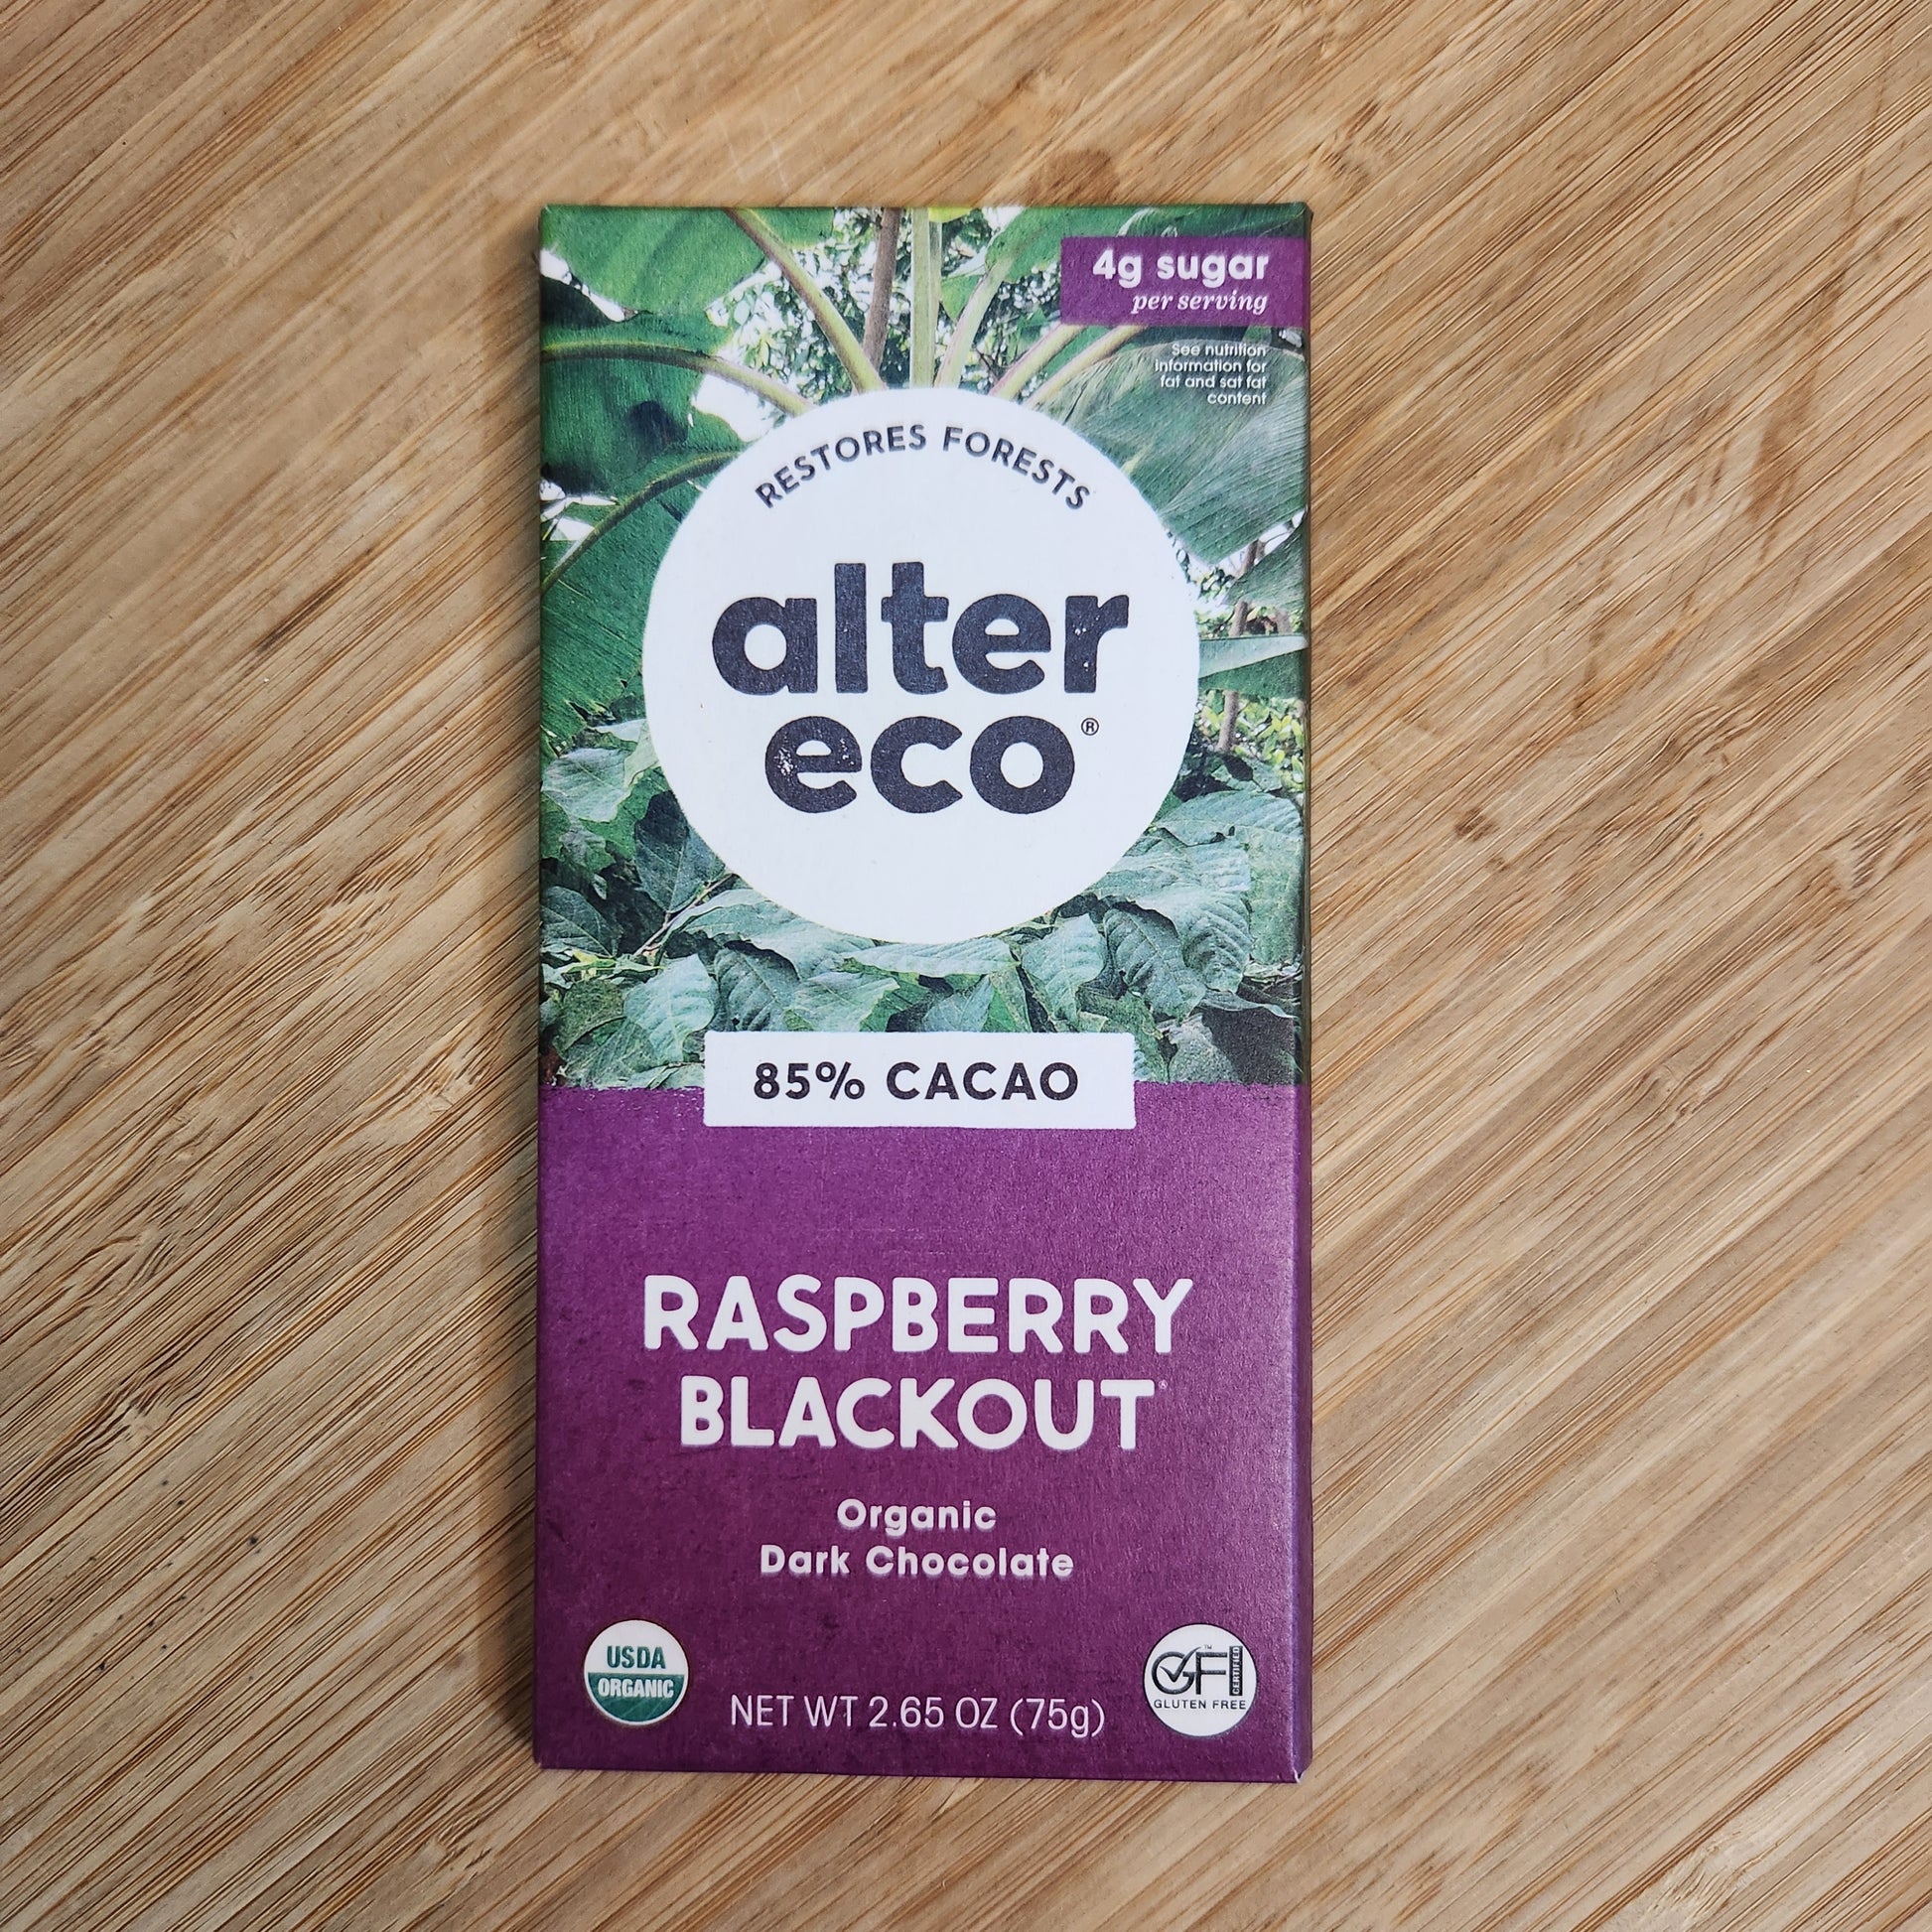 4g sugar
per serving
See nutrition
information for
fat and sat fat
content
RESTORES FORESTS
alter
eco®
85% CACAO
RASPBERRY
BLACKOUT®
Organic
Dark Chocolate
USDA
ORGANIC
NET WT 2.65 OZ (75g)
GF™
CERTIFIED
GLUTEN FREE